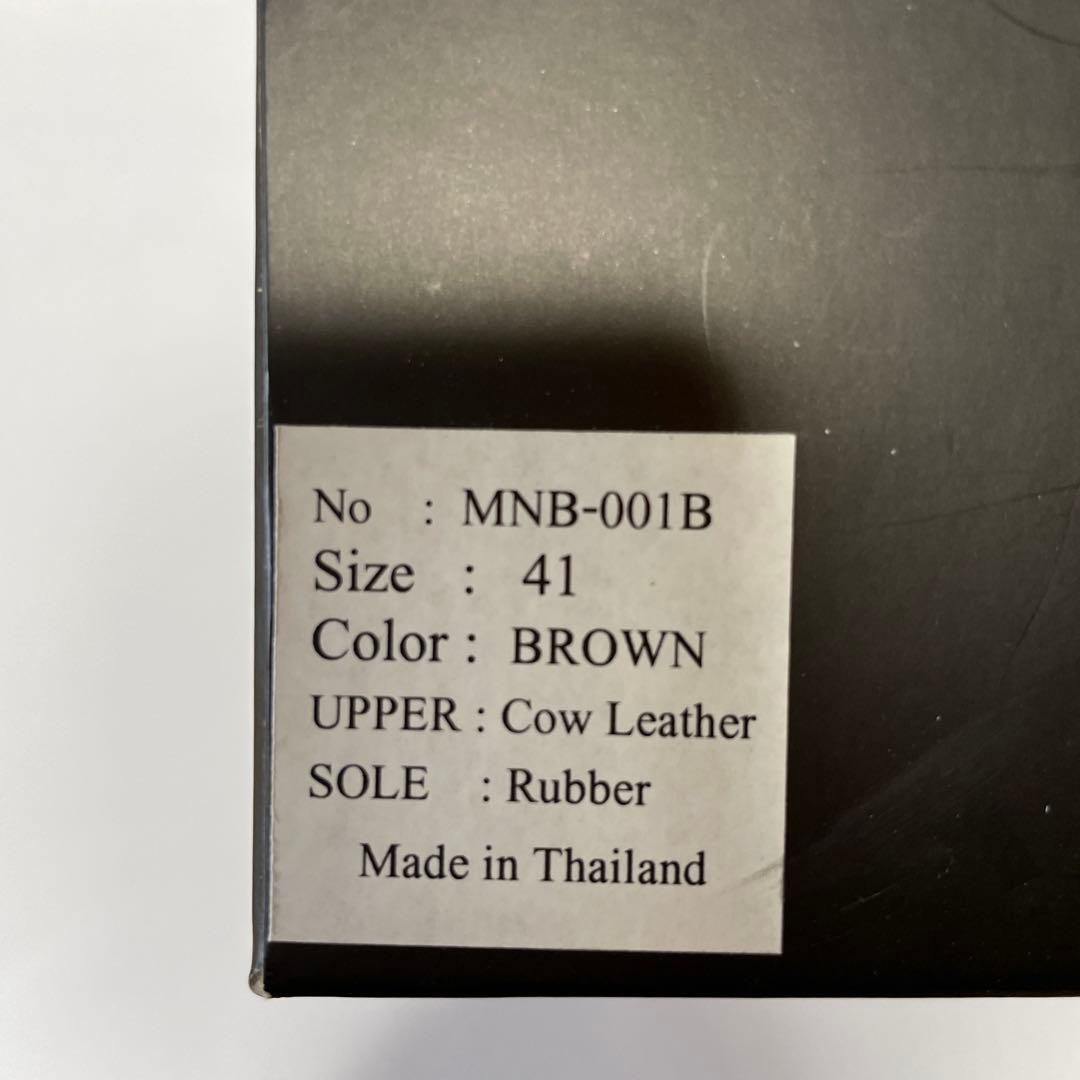 No : MNB-001B
Size : 41
Color : BROWN
UPPER : Cow Leather
SOLE : Rubber
Made in Thailand